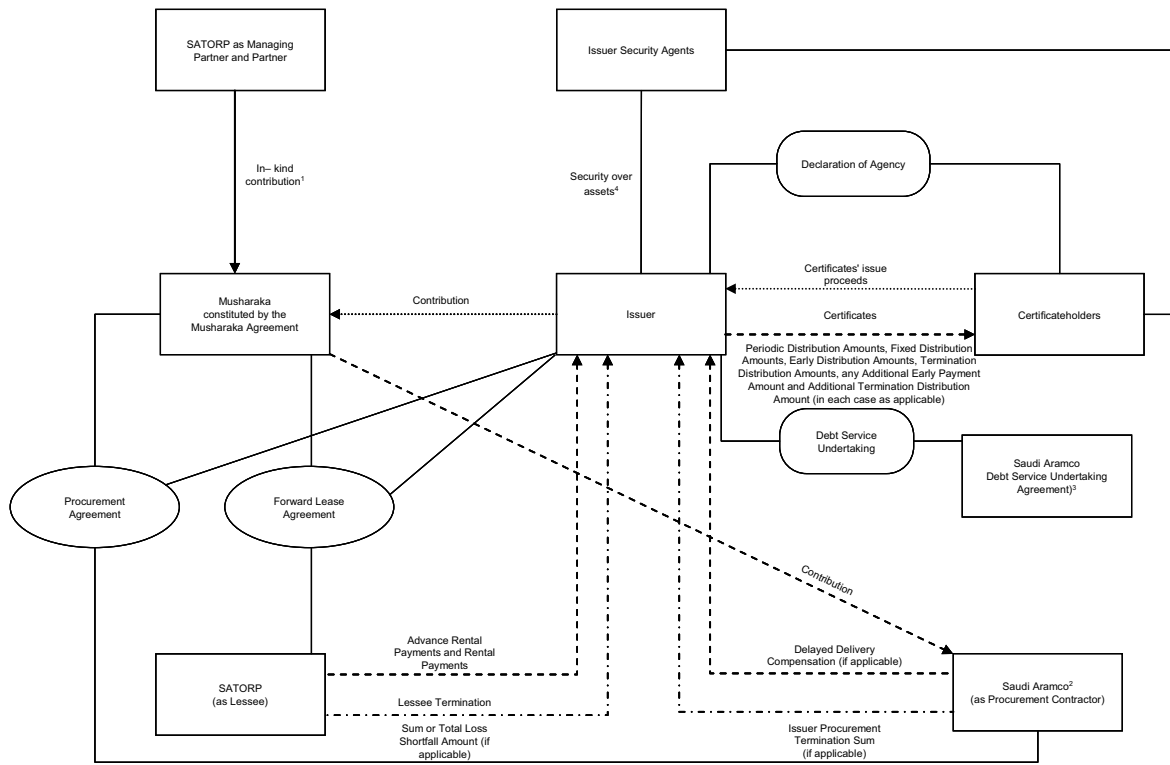 SATORP as Managing
Partner and Partner
Issuer Security Agents
In– kind
contribution¹
Security over
assets⁴
Declaration of Agency
Musharaka
constituted by the
Musharaka Agreement
Contribution
Issuer
Certificates' issue
proceeds
Certificates
Certificateholders
Periodic Distribution Amounts, Fixed Distribution
Amounts, Early Distribution Amounts, Termination
Distribution Amounts, any Additional Early Payment
Amount and Additional Termination Distribution
Amount (in each case as applicable)
Debt Service
Undertaking
Saudi Aramco
Debt Service Undertaking
Agreement)³
Procurement
Agreement
Forward Lease
Agreement
Contribution
Advance Rental
Payments and Rental
Payments
SATORP
(as Lessee)
Lessee Termination
Sum or Total Loss
Shortfall Amount (if
applicable)
Delayed Delivery
Compensation (if applicable)
Saudi Aramco²
(as Procurement Contractor)
Issuer Procurement
Termination Sum
(if applicable)